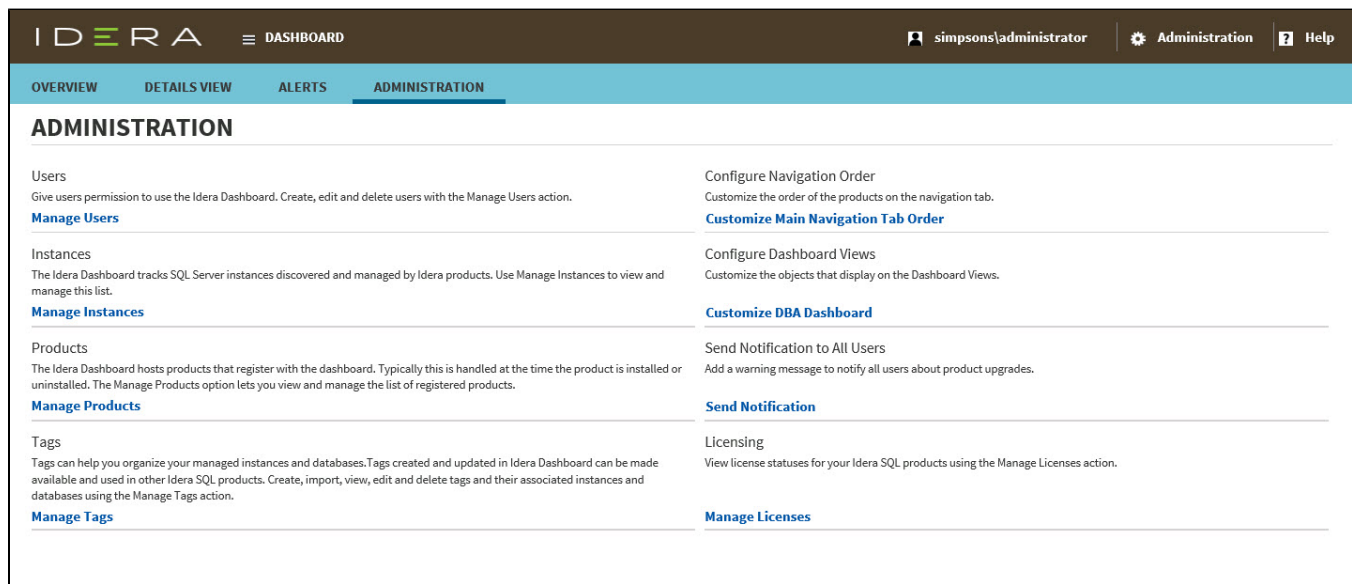 IDERA
DASHBOARD
simpsons\administrator
Administration
? Help
OVERVIEW
DETAILS VIEW
ALERTS
ADMINISTRATION
ADMINISTRATION
Users
Give users permission to use the Idera Dashboard. Create, edit and delete users with the Manage Users action.
Manage Users
Instances
The Idera Dashboard tracks SQL Server instances discovered and managed by Idera products. Use Manage Instances to view and
manage this list.
Manage Instances
Products
The Idera Dashboard hosts products that register with the dashboard. Typically this is handled at the time the product is installed or
uninstalled. The Manage Products option lets you view and manage the list of registered products.
Manage Products
Tags
Tags can help you organize your managed instances and databases.Tags created and updated in Idera Dashboard can be made
available and used in other Idera SQL products. Create, import, view, edit and delete tags and their associated instances and
databases using the Manage Tags action.
Manage Tags
Configure Navigation Order
Customize the order of the products on the navigation tab.
Customize Main Navigation Tab Order
Configure Dashboard Views
Customize the objects that display on the Dashboard Views.
Customize DBA Dashboard
Send Notification to All Users
Add a warning message to notify all users about product upgrades.
Send Notification
Licensing
View license statuses for your Idera SQL products using the Manage Licenses action.
Manage Licenses